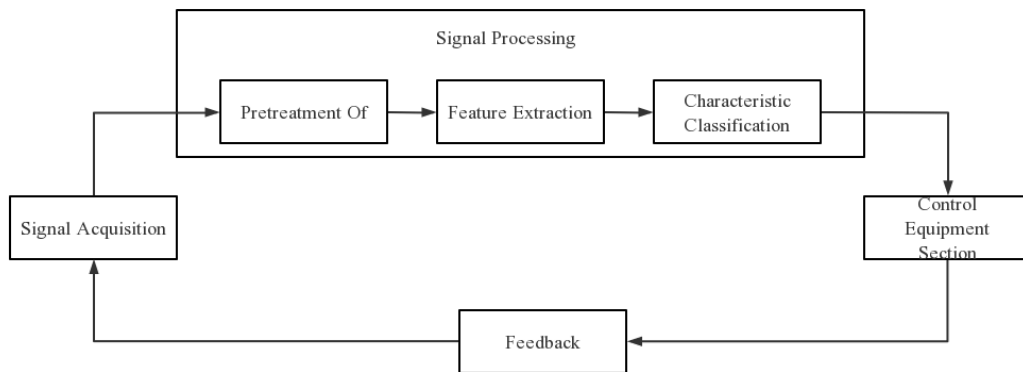 Signal Processing
Pretreatment Of
Feature Extraction
Characteristic
Classification
Signal Acquisition
Control
Equipment
Section
Feedback